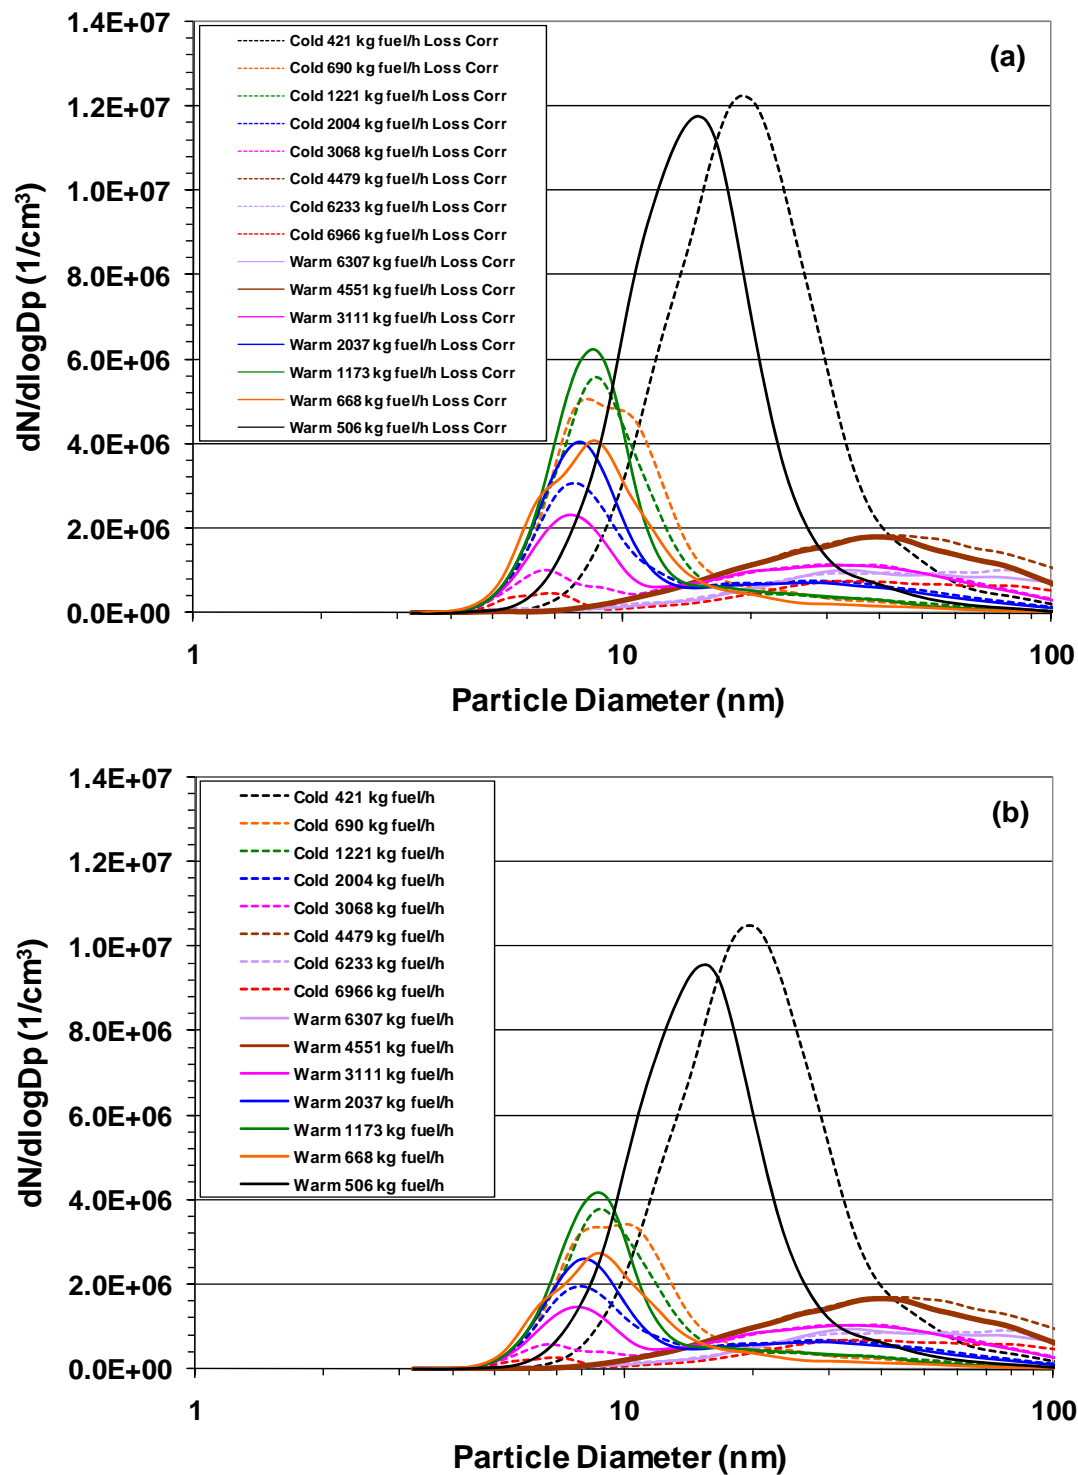 1.4E+07
1.2E+07
1.0E+07
8.0E+06
6.0E+06
4.0E+06
2.0E+06
0.0E+00
dN/dlogDp (1/cm³)
Cold 421 kg fuel/h Loss Corr
Cold 690 kg fuel/h Loss Corr
Cold 1221 kg fuel/h Loss Corr
Cold 2004 kg fuel/h Loss Corr
Cold 3068 kg fuel/h Loss Corr
Cold 4479 kg fuel/h Loss Corr
Cold 6233 kg fuel/h Loss Corr
Cold 6966 kg fuel/h Loss Corr
Warm 6307 kg fuel/h Loss Corr
Warm 4551 kg fuel/h Loss Corr
Warm 3111 kg fuel/h Loss Corr
Warm 2037 kg fuel/h Loss Corr
Warm 1173 kg fuel/h Loss Corr
Warm 668 kg fuel/h Loss Corr
Warm 506 kg fuel/h Loss Corr
(a)
1 10 100
Particle Diameter (nm)
1.4E+07
1.2E+07
1.0E+07
8.0E+06
6.0E+06
4.0E+06
2.0E+06
0.0E+00
dN/dlogDp (1/cm³)
Cold 421 kg fuel/h
Cold 690 kg fuel/h
Cold 1221 kg fuel/h
Cold 2004 kg fuel/h
Cold 3068 kg fuel/h
Cold 4479 kg fuel/h
Cold 6233 kg fuel/h
Cold 6966 kg fuel/h
Warm 6307 kg fuel/h
Warm 4551 kg fuel/h
Warm 3111 kg fuel/h
Warm 2037 kg fuel/h
Warm 1173 kg fuel/h
Warm 668 kg fuel/h
Warm 506 kg fuel/h
(b)
1 10 100
Particle Diameter (nm)